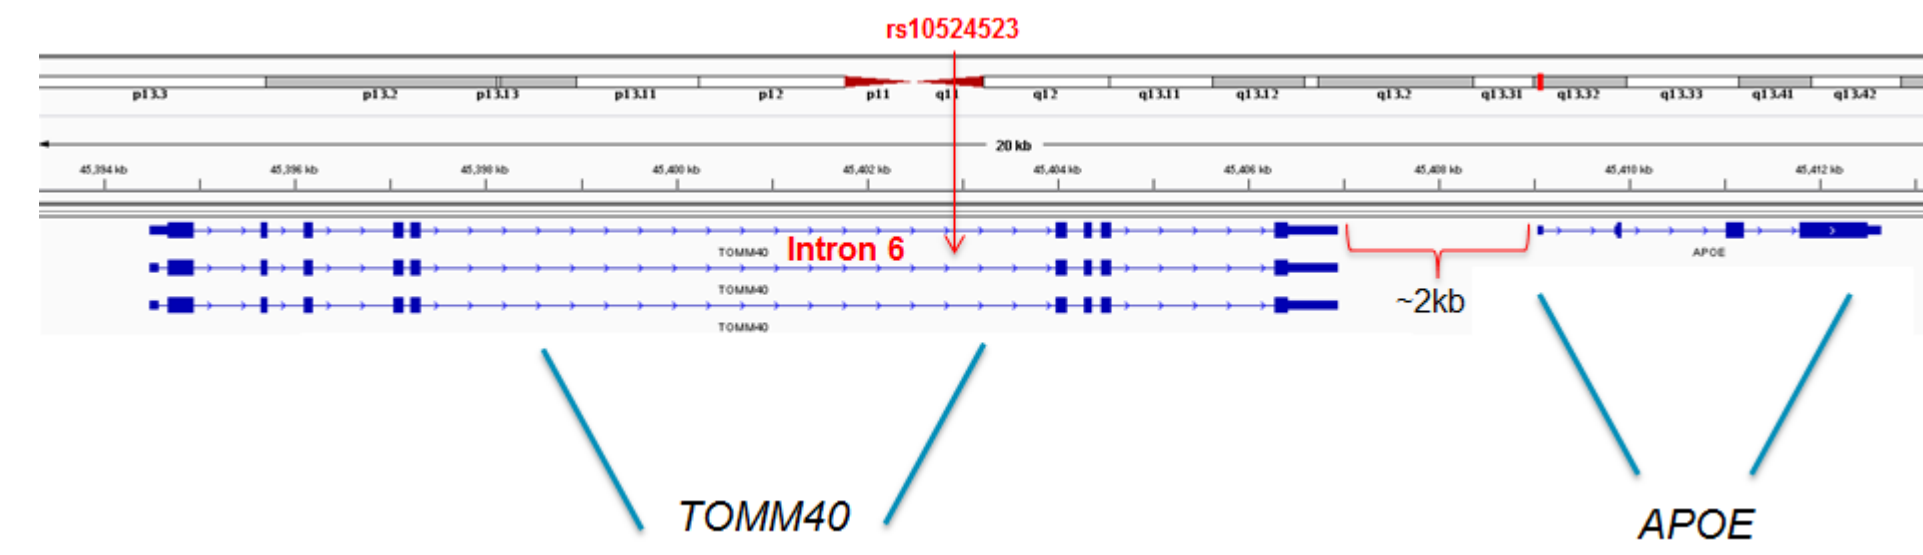 rs10524523
p13.3 p13.2 p13.13 p13.11 p12 p11 q11 q12 q13.11 q13.12 q13.2 q13.31 q13.32 q13.33 q13.41 q13.42
20 kb
45,394 kb 45,396 kb 45,398 kb 45,400 kb 45,402 kb 45,404 kb 45,406 kb 45,408 kb 45,410 kb 45,412 kb
TOMM40 Intron 6 APOE
TOMM40
~2kb
TOMM40
TOMM40
APOE